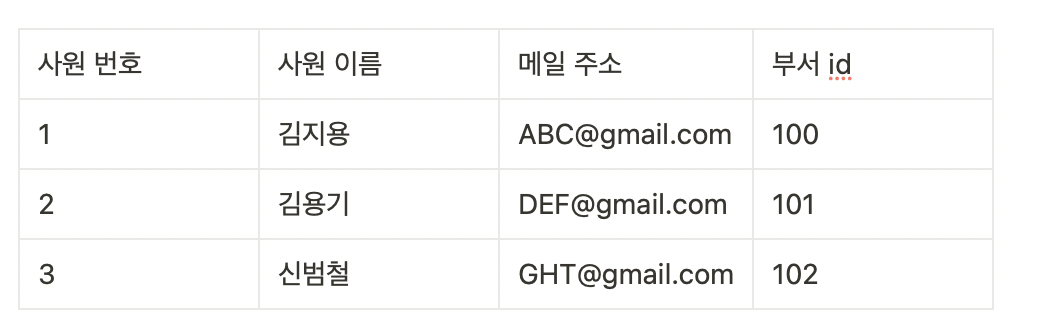 사원 번호 사원 이름 메일 주소 부서 id
1 김지용 ABC@gmail.com 100
2 김용기 DEF@gmail.com 101
3 신범철 GHT@gmail.com 102